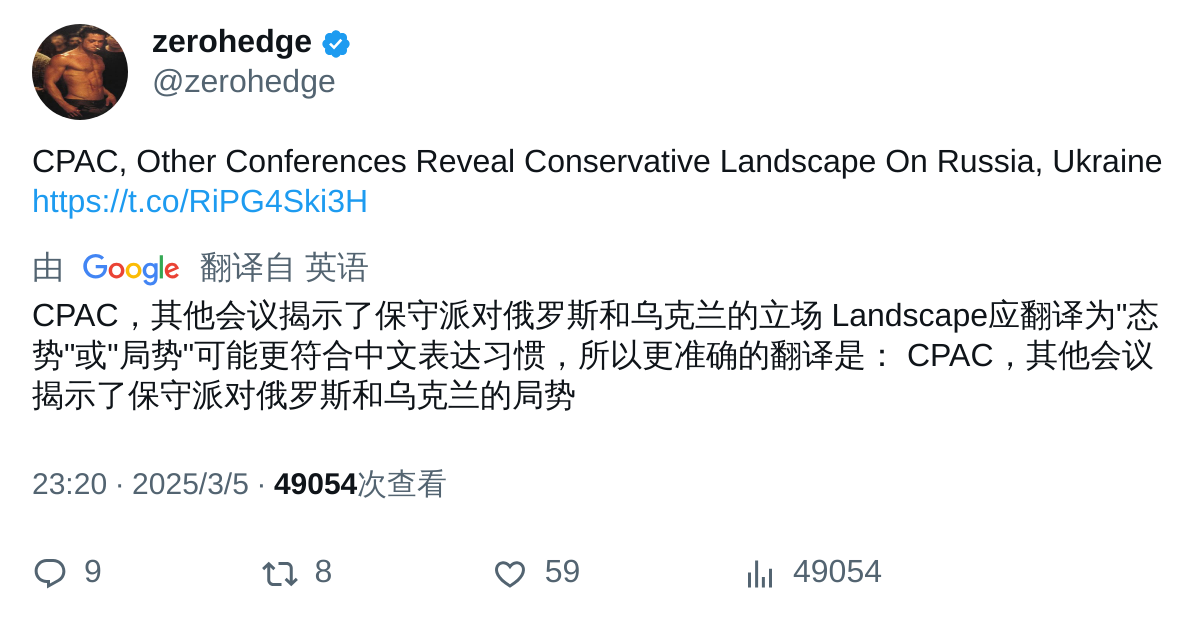 zerohedge
@zerohedge
CPAC, Other Conferences Reveal Conservative Landscape On Russia, Ukraine
https://t.co/RiPG4Ski3H
由 Google 翻译自 英语
CPAC，其他会议揭示了保守派对俄罗斯和乌克兰的立场 Landscape应翻译为"态
势"或"局势"可能更符合中文表达习惯，所以更准确的翻译是： CPAC，其他会议
揭示了保守派对俄罗斯和乌克兰的局势
23:20 · 2025/3/5 · 49054次查看
9 8 59 49054